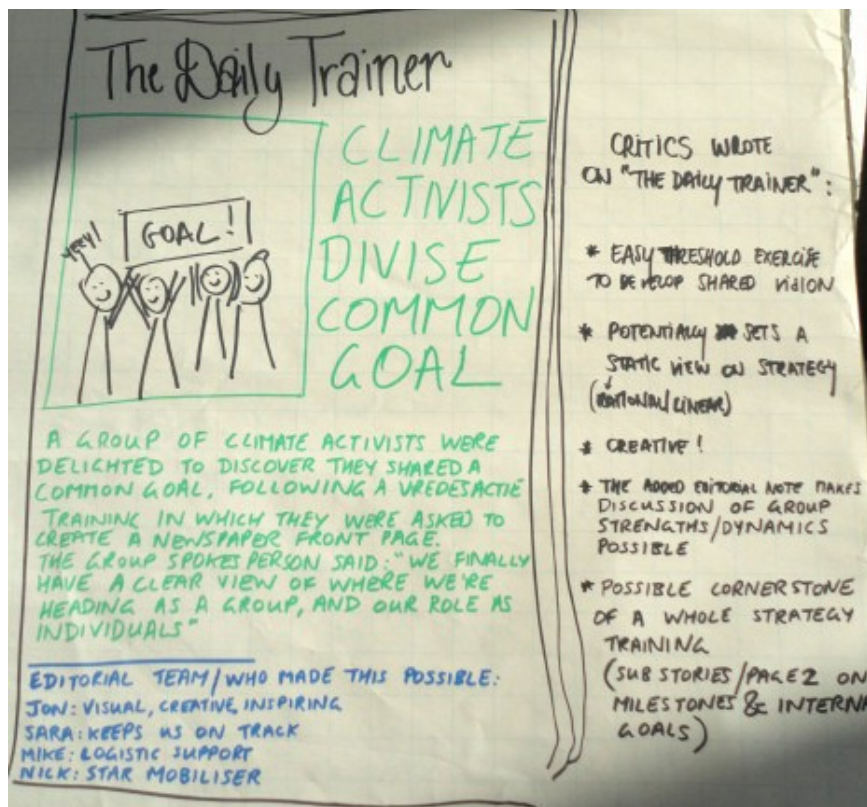 The Daily Trainer
yeey!
GOAL!
CLIMATE
ACTIVISTS
DIVISE
COMMON
GOAL
A GROUP OF CLIMATE ACTIVISTS WERE
DELIGHTED TO DISCOVER THEY SHARED A
COMMON GOAL, FOLLOWING A VREDESACTIE
TRAINING IN WHICH THEY WERE ASKED TO
CREATE A NEWSPAPER FRONT PAGE.
THE GROUP SPOKES PERSON SAID: "WE FINALLY
HAVE A CLEAR VIEW OF WHERE WE'RE
HEADING AS A GROUP, AND OUR ROLE AS
INDIVIDUALS"
EDITORIAL TEAM/WHO MADE THIS POSSIBLE:
JON: VISUAL, CREATIVE, INSPIRING
SARA: KEEPS US ON TRACK
MIKE: LOGISTIC SUPPORT
NICK: STAR MOBILISER
CRITICS WROTE
ON "THE DAILY TRAINER":
* EASY THRESHOLD EXERCISE
TO DEVELOP SHARED VISION
* POTENTIALLY SETS A
STATIC VIEW ON STRATEGY
(RATIONAL/LINEAR)
* CREATIVE!
* THE ADDED EDITORIAL NOTE MAKES
DISCUSSION OF GROUP
STRENGTHS/DYNAMICS
POSSIBLE
* POSSIBLE CORNERSTONE
OF A WHOLE STRATEGY
TRAINING
(SUB STORIES/PAGE 2 ON
MILESTONES & INTERNA
GOALS)